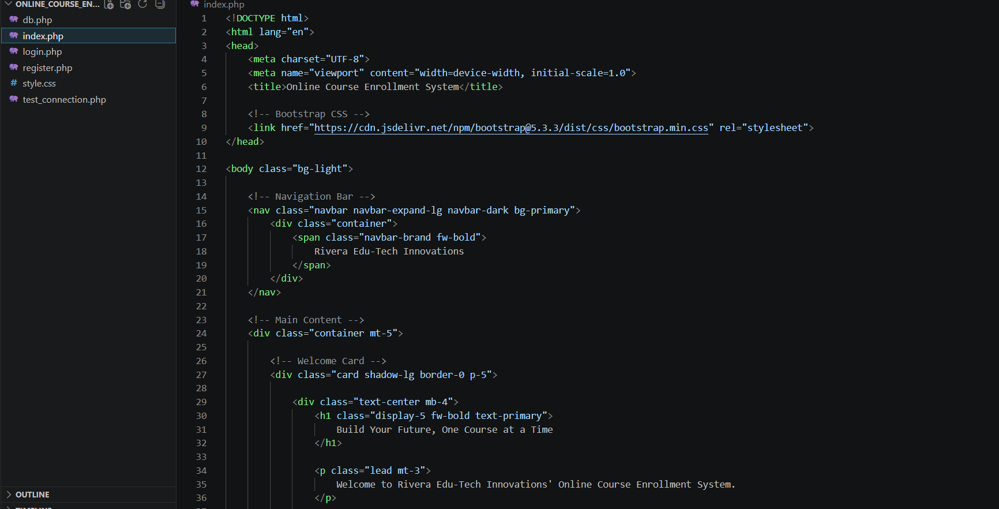 ONLINE_COURSE_EN...
db.php
index.php
login.php
register.php
# style.css
test_connection.php
OUTLINE
TIMELINE
index.php
1 <!DOCTYPE html>
2 <html lang="en">
3 <head>
4 <meta charset="UTF-8">
5 <meta name="viewport" content="width=device-width, initial-scale=1.0">
6 <title>Online Course Enrollment System</title>
7
8 <!-- Bootstrap CSS -->
9 <link href="https://cdn.jsdelivr.net/npm/bootstrap@5.3.3/dist/css/bootstrap.min.css" rel="stylesheet">
10 </head>
11
12 <body class="bg-light">
13
14 <!-- Navigation Bar -->
15 <nav class="navbar navbar-expand-lg navbar-dark bg-primary">
16 <div class="container">
17 <span class="navbar-brand fw-bold">
18 Rivera Edu-Tech Innovations
19 </span>
20 </div>
21 </nav>
22
23 <!-- Main Content -->
24 <div class="container mt-5">
25
26 <!-- Welcome Card -->
27 <div class="card shadow-lg border-0 p-5">
28
29 <div class="text-center mb-4">
30 <h1 class="display-5 fw-bold text-primary">
31 Build Your Future, One Course at a Time
32 </h1>
33
34 <p class="lead mt-3">
35 Welcome to Rivera Edu-Tech Innovations' Online Course Enrollment System.
36 </p>